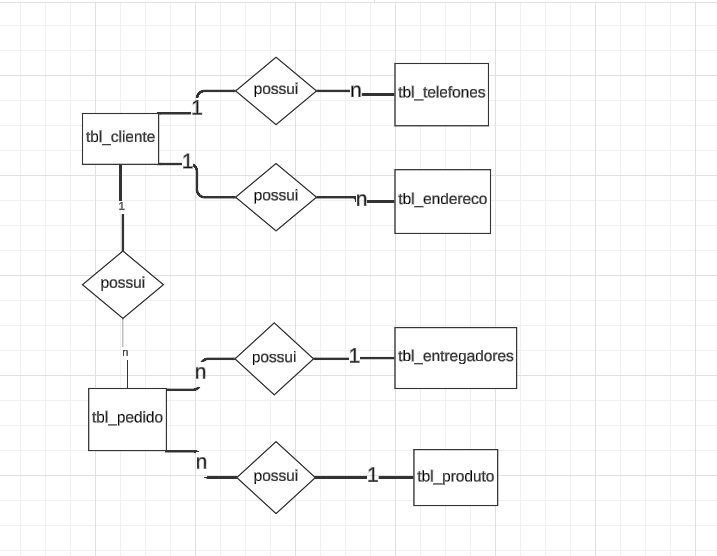 possui
n
tbl_telefones
1
tbl_cliente
1
possui
n
tbl_endereco
1
possui
n
possui
1
tbl_entregadores
n
tbl_pedido
n
possui
1
tbl_produto